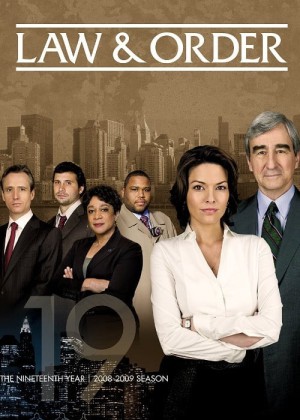 LAW & ORDER
19
THE NINETEENTH YEAR | 2008-2009 SEASON